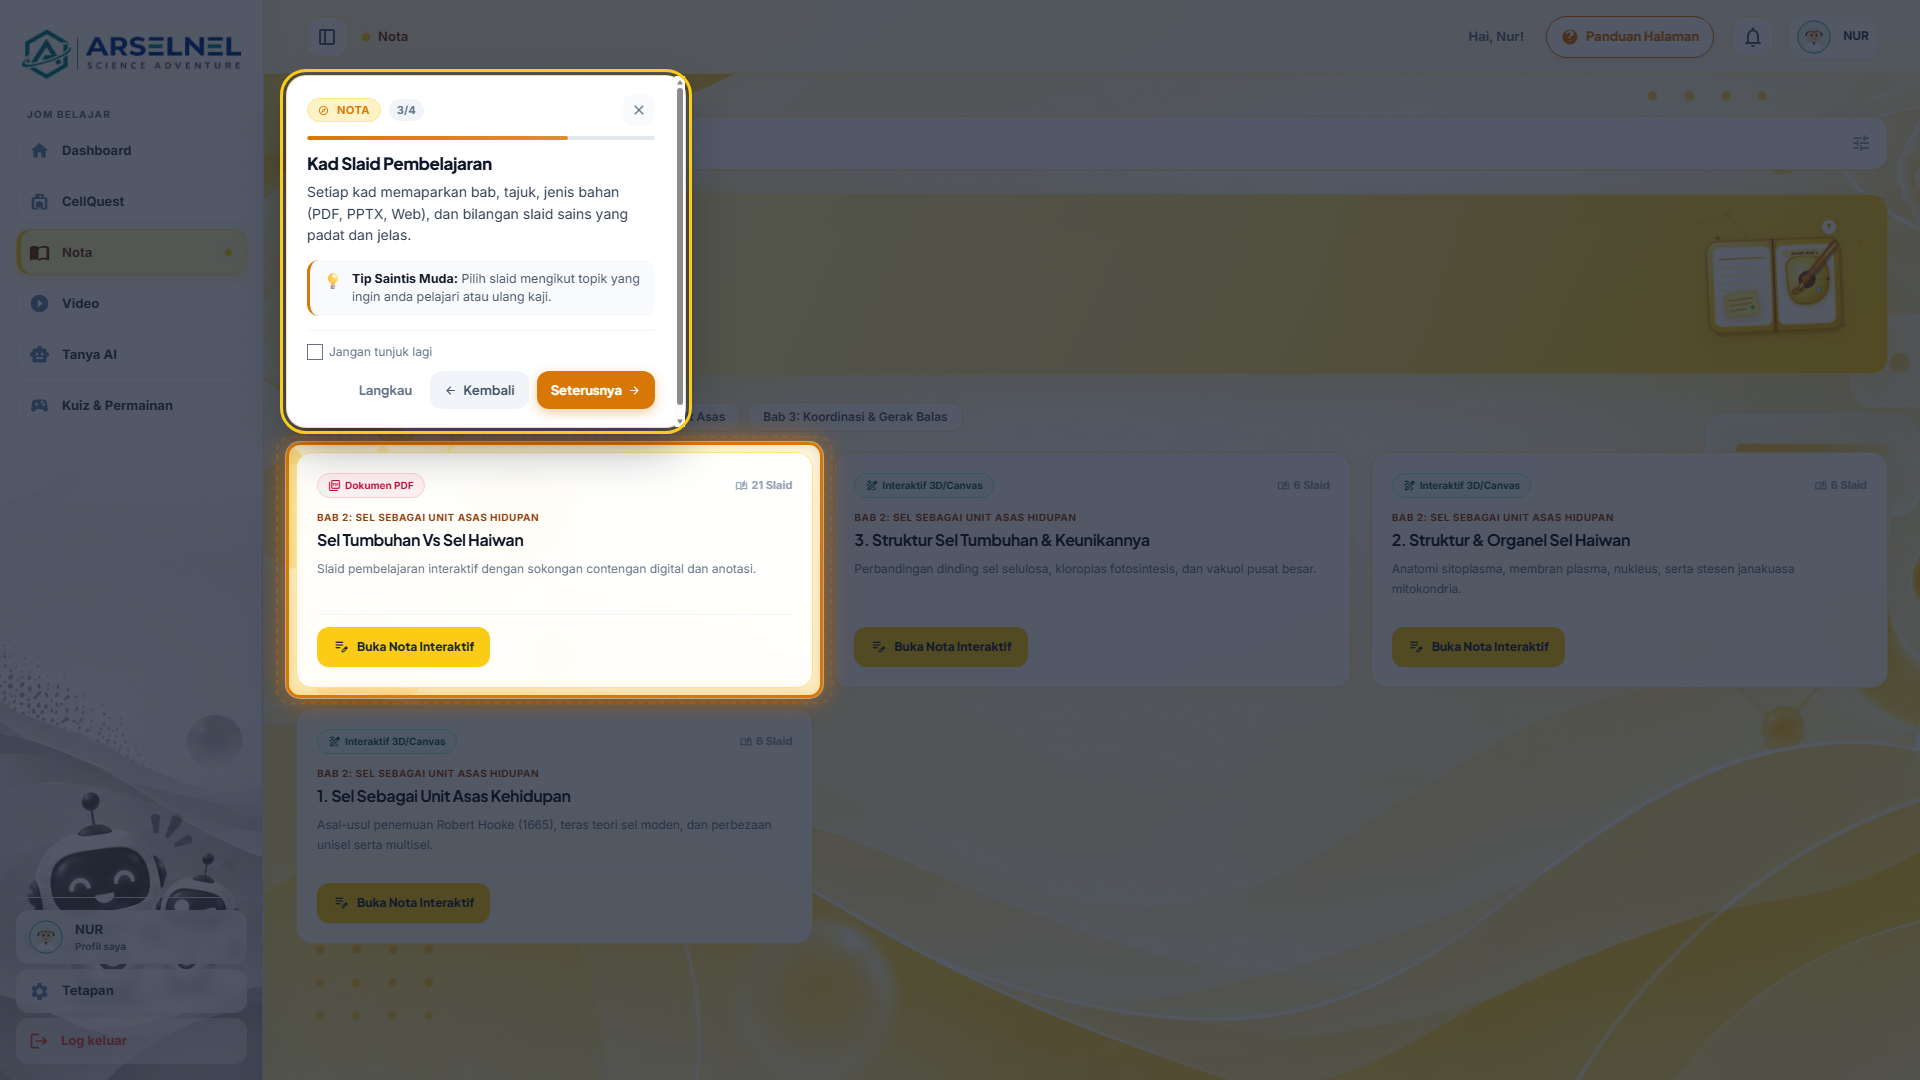 ARSELNEL
SCIENCE ADVENTURE
JOM BELAJAR
Dashboard
CellQuest
Nota
Video
Tanya AI
Kuiz & Permainan
NUR
Profil saya
Tetapan
Log keluar
Nota
Hai, Nur!
Panduan Halaman
NUR
NOTA
3/4
Kad Slaid Pembelajaran
Setiap kad memaparkan bab, tajuk, jenis bahan
(PDF, PPTX, Web), dan bilangan slaid sains yang
padat dan jelas.
Tip Saintis Muda: Pilih slaid mengikut topik yang
ingin anda pelajari atau ulang kaji.
Jangan tunjuk lagi
Langkau
Kembali
Seterusnya
Asas
Bab 3: Koordinasi & Gerak Balas
Dokumen PDF
21 Slaid
BAB 2: SEL SEBAGAI UNIT ASAS HIDUPAN
Sel Tumbuhan Vs Sel Haiwan
Slaid pembelajaran interaktif dengan sokongan contengan digital dan anotasi.
Buka Nota Interaktif
Interaktif 3D/Canvas
6 Slaid
BAB 2: SEL SEBAGAI UNIT ASAS HIDUPAN
3. Struktur Sel Tumbuhan & Keunikannya
Perbandingan dinding sel selulosa, kloroplas fotosintesis, dan vakuol pusat besar.
Buka Nota Interaktif
Interaktif 3D/Canvas
6 Slaid
BAB 2: SEL SEBAGAI UNIT ASAS HIDUPAN
2. Struktur & Organel Sel Haiwan
Anatomi sitoplasma, membran plasma, nukleus, serta stesen janakuasa
mitokondria.
Buka Nota Interaktif
Interaktif 3D/Canvas
6 Slaid
BAB 2: SEL SEBAGAI UNIT ASAS HIDUPAN
1. Sel Sebagai Unit Asas Kehidupan
Asal-usul penemuan Robert Hooke (1665), teras teori sel moden, dan perbezaan
unisel serta multisel.
Buka Nota Interaktif